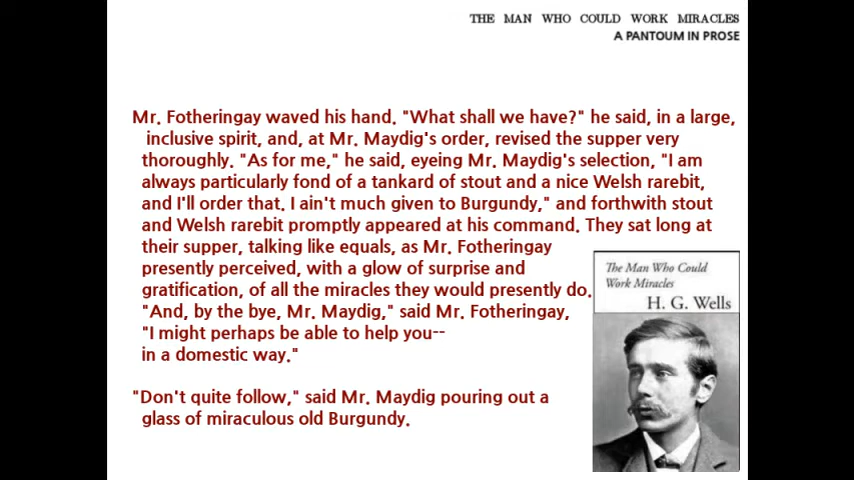 THE MAN WHO COULD WORK MIRACLES
A PANTOUM IN PROSE
Mr. Fotheringay waved his hand. "What shall we have?" he said, in a large,
inclusive spirit, and, at Mr. Maydig's order, revised the supper very
thoroughly. "As for me," he said, eyeing Mr. Maydig's selection, "I am
always particularly fond of a tankard of stout and a nice Welsh rarebit,
and I'll order that. I ain't much given to Burgundy," and forthwith stout
and Welsh rarebit promptly appeared at his command. They sat long at
their supper, talking like equals, as Mr. Fotheringay
presently perceived, with a glow of surprise and
gratification, of all the miracles they would presently do.
"And, by the bye, Mr. Maydig," said Mr. Fotheringay,
"I might perhaps be able to help you--
in a domestic way."
"Don't quite follow," said Mr. Maydig pouring out a
glass of miraculous old Burgundy.
The Man Who Could
Work Miracles
H. G. Wells